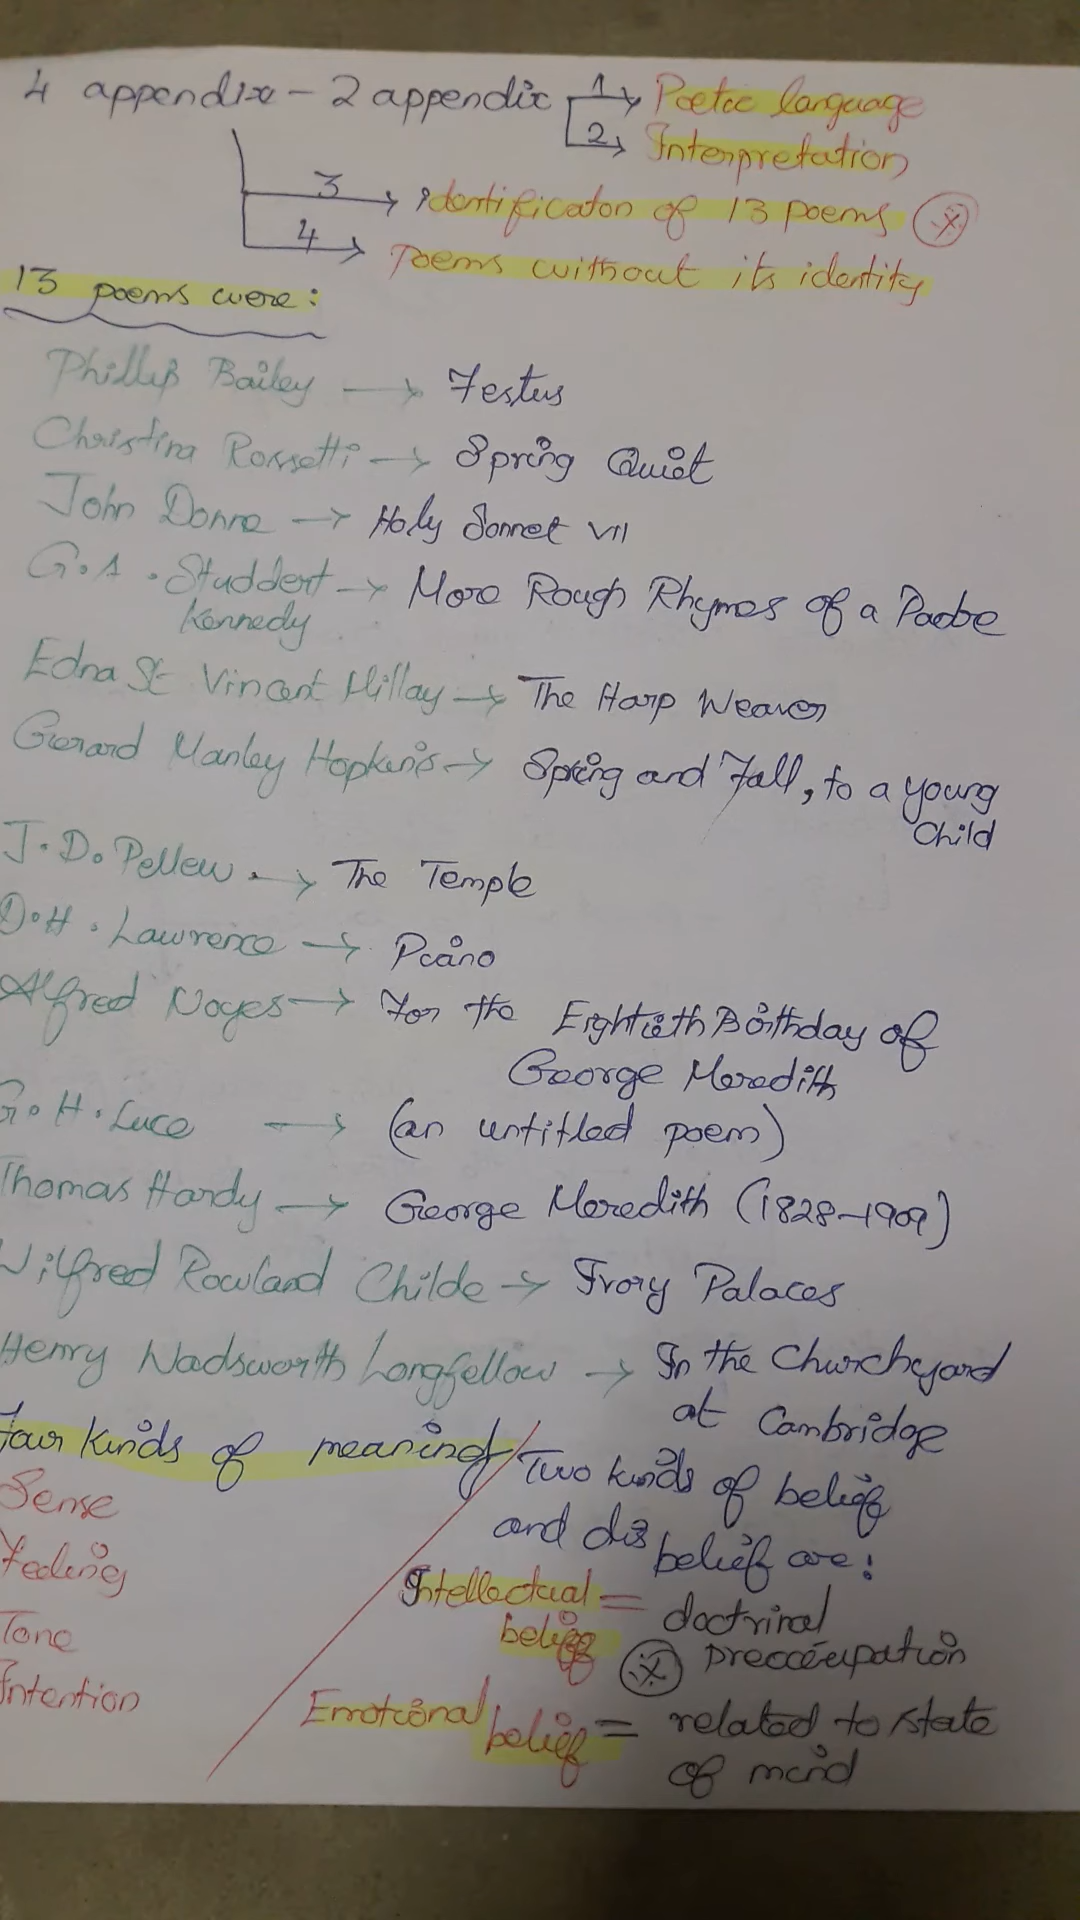 4 appendix - 2 appendix 1 → Poetic language
2 → Interpretation
3 → identification of 13 poems
4 → Poems without its identity
13 poems were:
Phillip Bailey → Festus
Christina Rossetti → Spring Quiet
John Donne → Holy Sonnet VII
G.A. Studdert → More Rough Rhymes of a Padre
Kennedy
Edna St Vincent Millay → The Harp Weaver
Gerard Manley Hopkins → Spring and Fall, to a young
Child
J.D. Pellew → The Temple
D.H. Lawrence → Piano
Alfred Noyes → For the Eightieth Birthday of
George Meredith
G.H. Luce → (an untitled poem)
Thomas Hardy → George Meredith (1828-1909)
Wilfred Rowland Childe → Ivory Palaces
Henry Wadsworth Longfellow → In the Churchyard
at Cambridge
Four kinds of meaning
Sense
Feeling
Tone
Intention
Two kinds of belief
and dis belief are:
Intellectual = doctrinal
belief preoccupation
Emotional belief = related to state
of mind